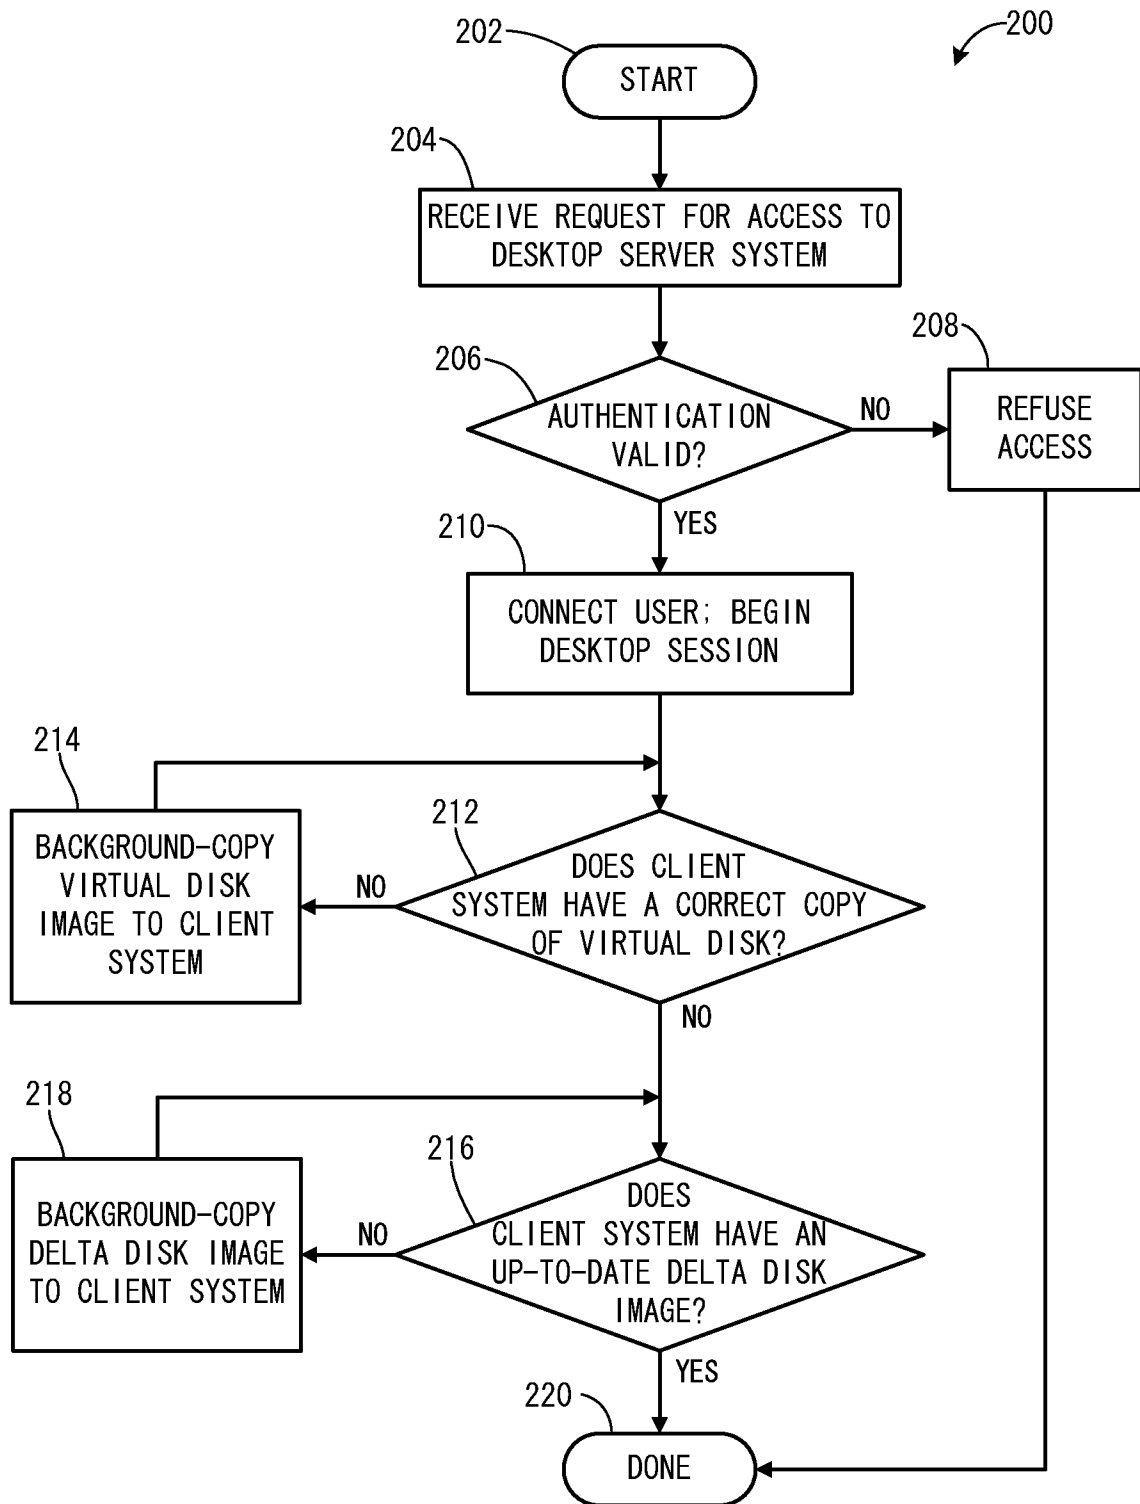 202
200
START
204
RECEIVE REQUEST FOR ACCESS TO
DESKTOP SERVER SYSTEM
206
AUTHENTICATION
VALID?
NO
208
REFUSE
ACCESS
YES
210
CONNECT USER; BEGIN
DESKTOP SESSION
214
BACKGROUND-COPY
VIRTUAL DISK
IMAGE TO CLIENT
SYSTEM
212
DOES CLIENT
SYSTEM HAVE A CORRECT COPY
OF VIRTUAL DISK?
NO
NO
218
BACKGROUND-COPY
DELTA DISK IMAGE
TO CLIENT SYSTEM
216
DOES
CLIENT SYSTEM HAVE AN
UP-TO-DATE DELTA DISK
IMAGE?
NO
YES
220
DONE